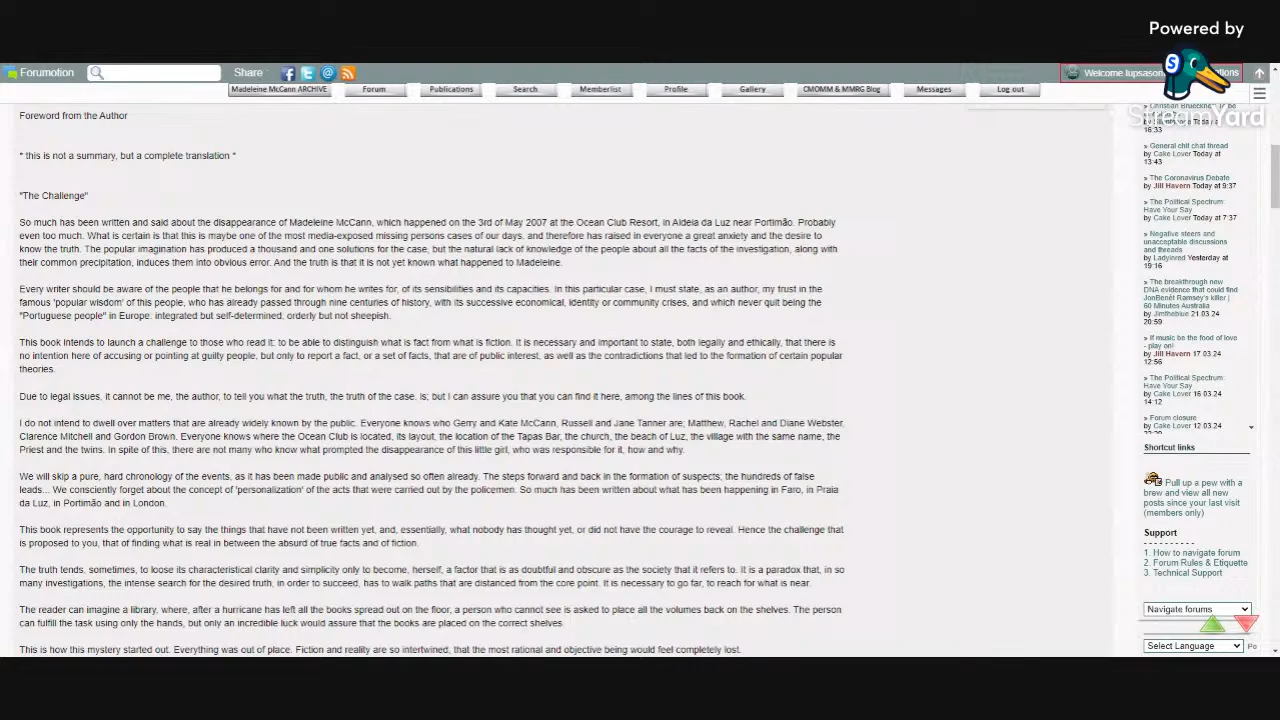 Powered by
Forumotion
Share
Welcome lupsason
Madeleine McCann ARCHIVE
Forum
Publications
Search
Memberlist
Profile
Gallery
CMOMM & MMRG Blog
Messages
Log out
StreamYard
Foreword from the Author
* this is not a summary, but a complete translation *
"The Challenge"
So much has been written and said about the disappearance of Madeleine McCann, which happened on the 3rd of May 2007 at the Ocean Club Resort, in Aldeia da Luz near Portimão. Probably
even too much. What is certain is that this is maybe one of the most media-exposed missing persons cases of our days, and therefore has raised in everyone a great anxiety and the desire to
know the truth. The popular imagination has produced a thousand and one solutions for the case, but the natural lack of knowledge of the people about all the facts of the investigation, along with
their common precipitation, induces them into obvious error. And the truth is that it is not yet known what happened to Madeleine.
Every writer should be aware of the people that he belongs for and for whom he writes for, of its sensibilities and its capacities. In this particular case, I must state, as an author, my trust in the
famous 'popular wisdom' of this people, who has already passed through nine centuries of history, with its successive economical, identity or community crises, and which never quit being the
"Portuguese people" in Europe: integrated but self-determined; orderly but not sheepish.
This book intends to launch a challenge to those who read it: to be able to distinguish what is fact from what is fiction. It is necessary and important to state, both legally and ethically, that there is
no intention here of accusing or pointing at guilty people, but only to report a fact, or a set of facts, that are of public interest, as well as the contradictions that led to the formation of certain popular
theories.
Due to legal issues, it cannot be me, the author, to tell you what the truth, the truth of the case, is; but I can assure you that you can find it here, among the lines of this book.
I do not intend to dwell over matters that are already widely known by the public. Everyone knows who Gerry and Kate McCann, Russell and Jane Tanner are; Matthew, Rachel and Diane Webster,
Clarence Mitchell and Gordon Brown. Everyone knows where the Ocean Club is located, its layout, the location of the Tapas Bar, the church, the beach of Luz, the village with the same name, the
Priest and the twins. In spite of this, there are not many who know what prompted the disappearance of this little girl, who was responsible for it, how and why.
We will skip a pure, hard chronology of the events, as it has been made public and analysed so often already. The steps forward and back in the formation of suspects; the hundreds of false
leads... We consciously forget about the concept of 'personalization' of the acts that were carried out by the policemen. So much has been written about what has been happening in Faro, in Praia
da Luz, in Portimão and in London.
This book represents the opportunity to say the things that have not been written yet, and, essentially, what nobody has thought yet, or did not have the courage to reveal. Hence the challenge that
is proposed to you, that of finding what is real in between the absurd of true facts and of fiction.
The truth tends, sometimes, to loose its characteristical clarity and simplicity only to become, herself, a factor that is as doubtful and obscure as the society that it refers to. It is a paradox that, in so
many investigations, the intense search for the desired truth, in order to succeed, has to walk paths that are distanced from the core point. It is necessary to go far, to reach for what is near.
The reader can imagine a library, where, after a hurricane has left all the books spread out on the floor, a person who cannot see is asked to place all the volumes back on the shelves. The person
can fulfill the task using only the hands, but only an incredible luck would assure that the books are placed on the correct shelves.
This is how this mystery started out. Everything was out of place. Fiction and reality are so intertwined, that the most rational and objective being would feel completely lost.
16:33
» General chit chat thread
by Cake Lover Today at
13:43
» The Coronavirus Debate
by Jill Havern Today at 9:37
» The Political Spectrum:
Have Your Say
by Cake Lover Today at 7:37
» Negative steers and
unacceptable discussions
and threads
by Ladyinred Yesterday at
19:16
» The breakthrough new
DNA evidence that could find
JonBenét Ramsey's killer |
60 Minutes Australia
by Jimtheblue 21.03.24
20:59
» If music be the food of love
- play on!
by Jill Havern 17.03.24
12:56
» The Political Spectrum:
Have Your Say
by Cake Lover 16.03.24
14:12
» Forum closure
by Cake Lover 12.03.24
Shortcut links
Pull up a pew with a
brew and view all new
posts since your last visit
(members only)
Support
1. How to navigate forum
2. Forum Rules & Etiquette
3. Technical Support
Navigate forums
Select Language
Po